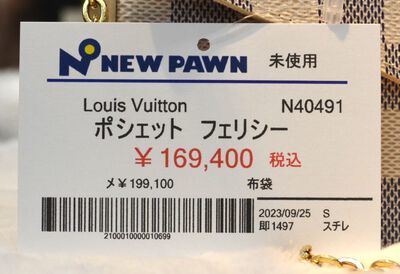 NEW PAWN 未使用
Louis Vuitton N40491
ポシェット フェリシー
¥169,400 税込
メ¥199,100 布袋
2023/09/25 S
即1497 スチレ
2100010000010699